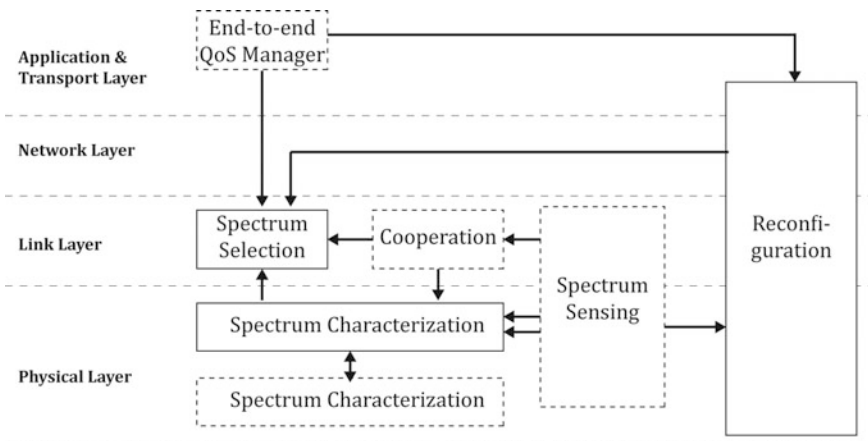 End-to-end
QoS Manager
Application &
Transport Layer
Network Layer
Spectrum
Selection
Cooperation
Link Layer
Reconfi-
guration
Spectrum
Sensing
Spectrum Characterization
Physical Layer
Spectrum Characterization